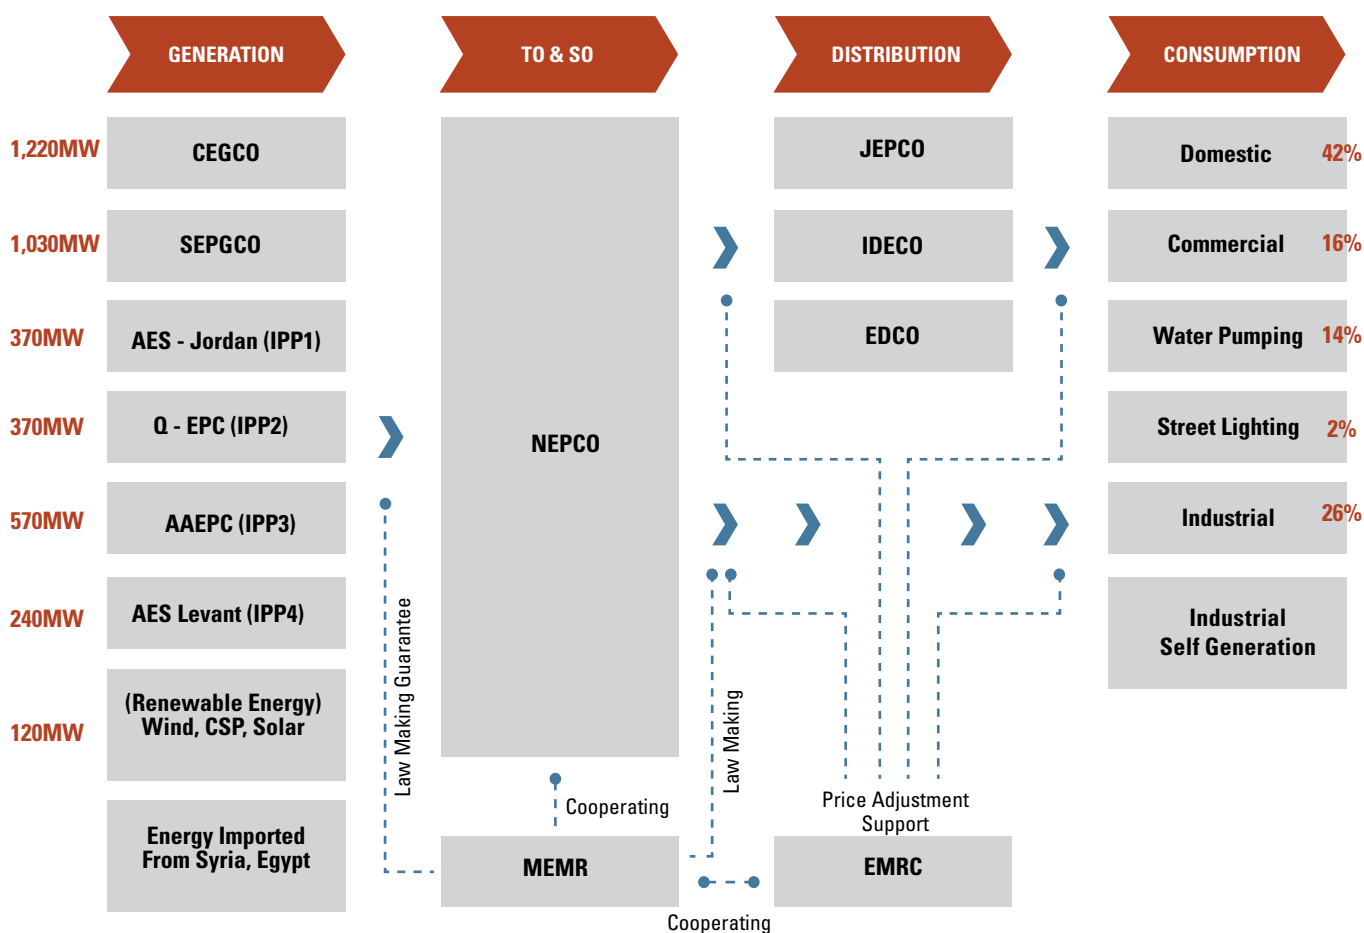 GENERATION
TO & SO
DISTRIBUTION
CONSUMPTION
1,220MW
CEGCO
1,030MW
SEPGCO
370MW
AES - Jordan (IPP1)
370MW
Q - EPC (IPP2)
570MW
AAEPC (IPP3)
240MW
AES Levant (IPP4)
120MW
(Renewable Energy)
Wind, CSP, Solar
Energy Imported
From Syria, Egypt
Law Making Guarantee
NEPCO
Cooperating
MEMR
Law Making
Cooperating
JEPCO
IDECO
EDCO
Price Adjustment
Support
EMRC
Domestic
42%
Commercial
16%
Water Pumping
14%
Street Lighting
2%
Industrial
26%
Industrial
Self Generation